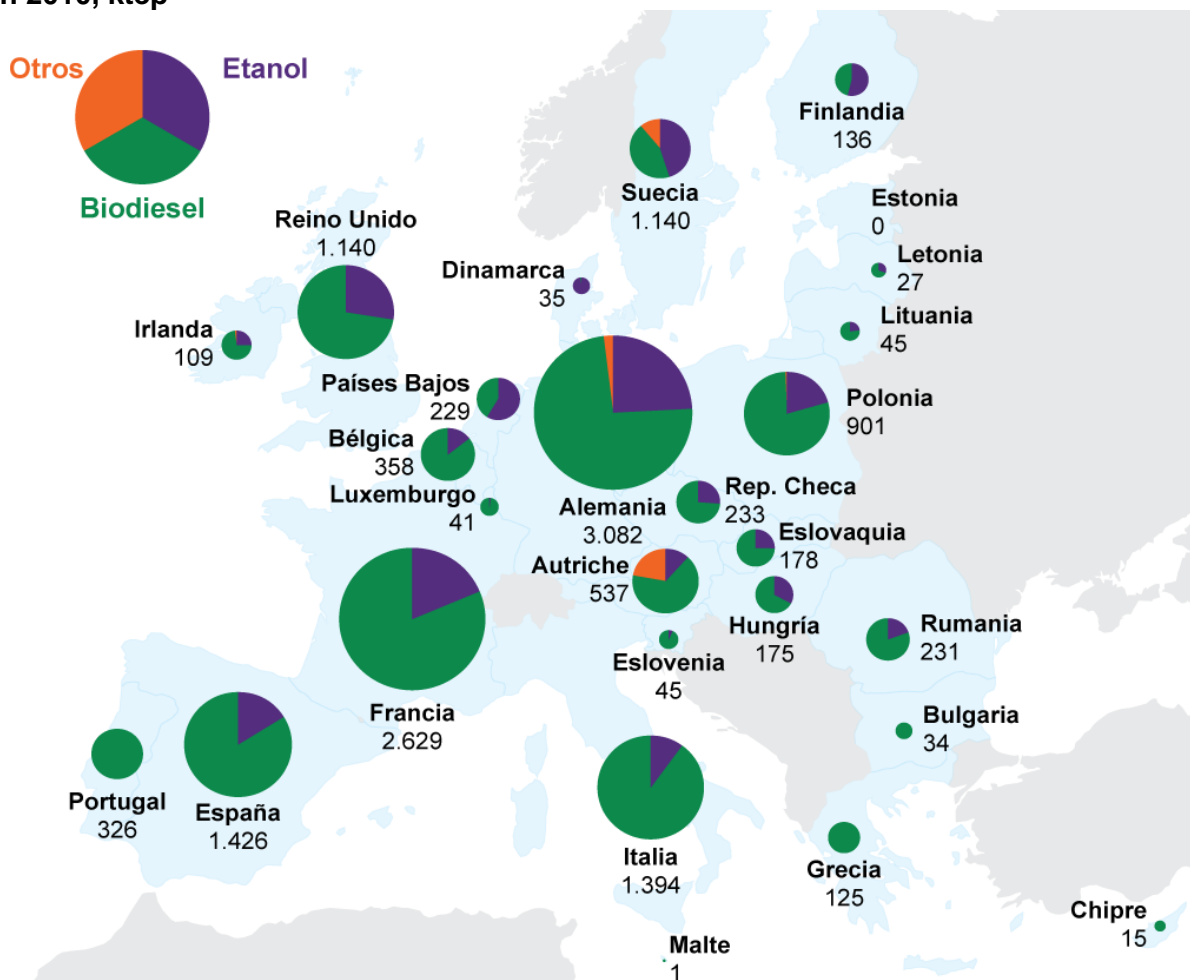 n 2010, ktep
Otros
Etanol
Biodiesel
Finlandia
136
Suecia
1.140
Estonia
0
Letonia
27
Lituania
45
Reino Unido
1.140
Dinamarca
35
Irlanda
109
Países Bajos
229
Bélgica
358
Luxemburgo
41
Alemania
3.082
Polonia
901
Rep. Checa
233
Eslovaquia
178
Autriche
537
Hungría
175
Eslovenia
45
Rumania
231
Bulgaria
34
Francia
2.629
Portugal
326
España
1.426
Italia
1.394
Grecia
125
Chipre
15
Malte
1